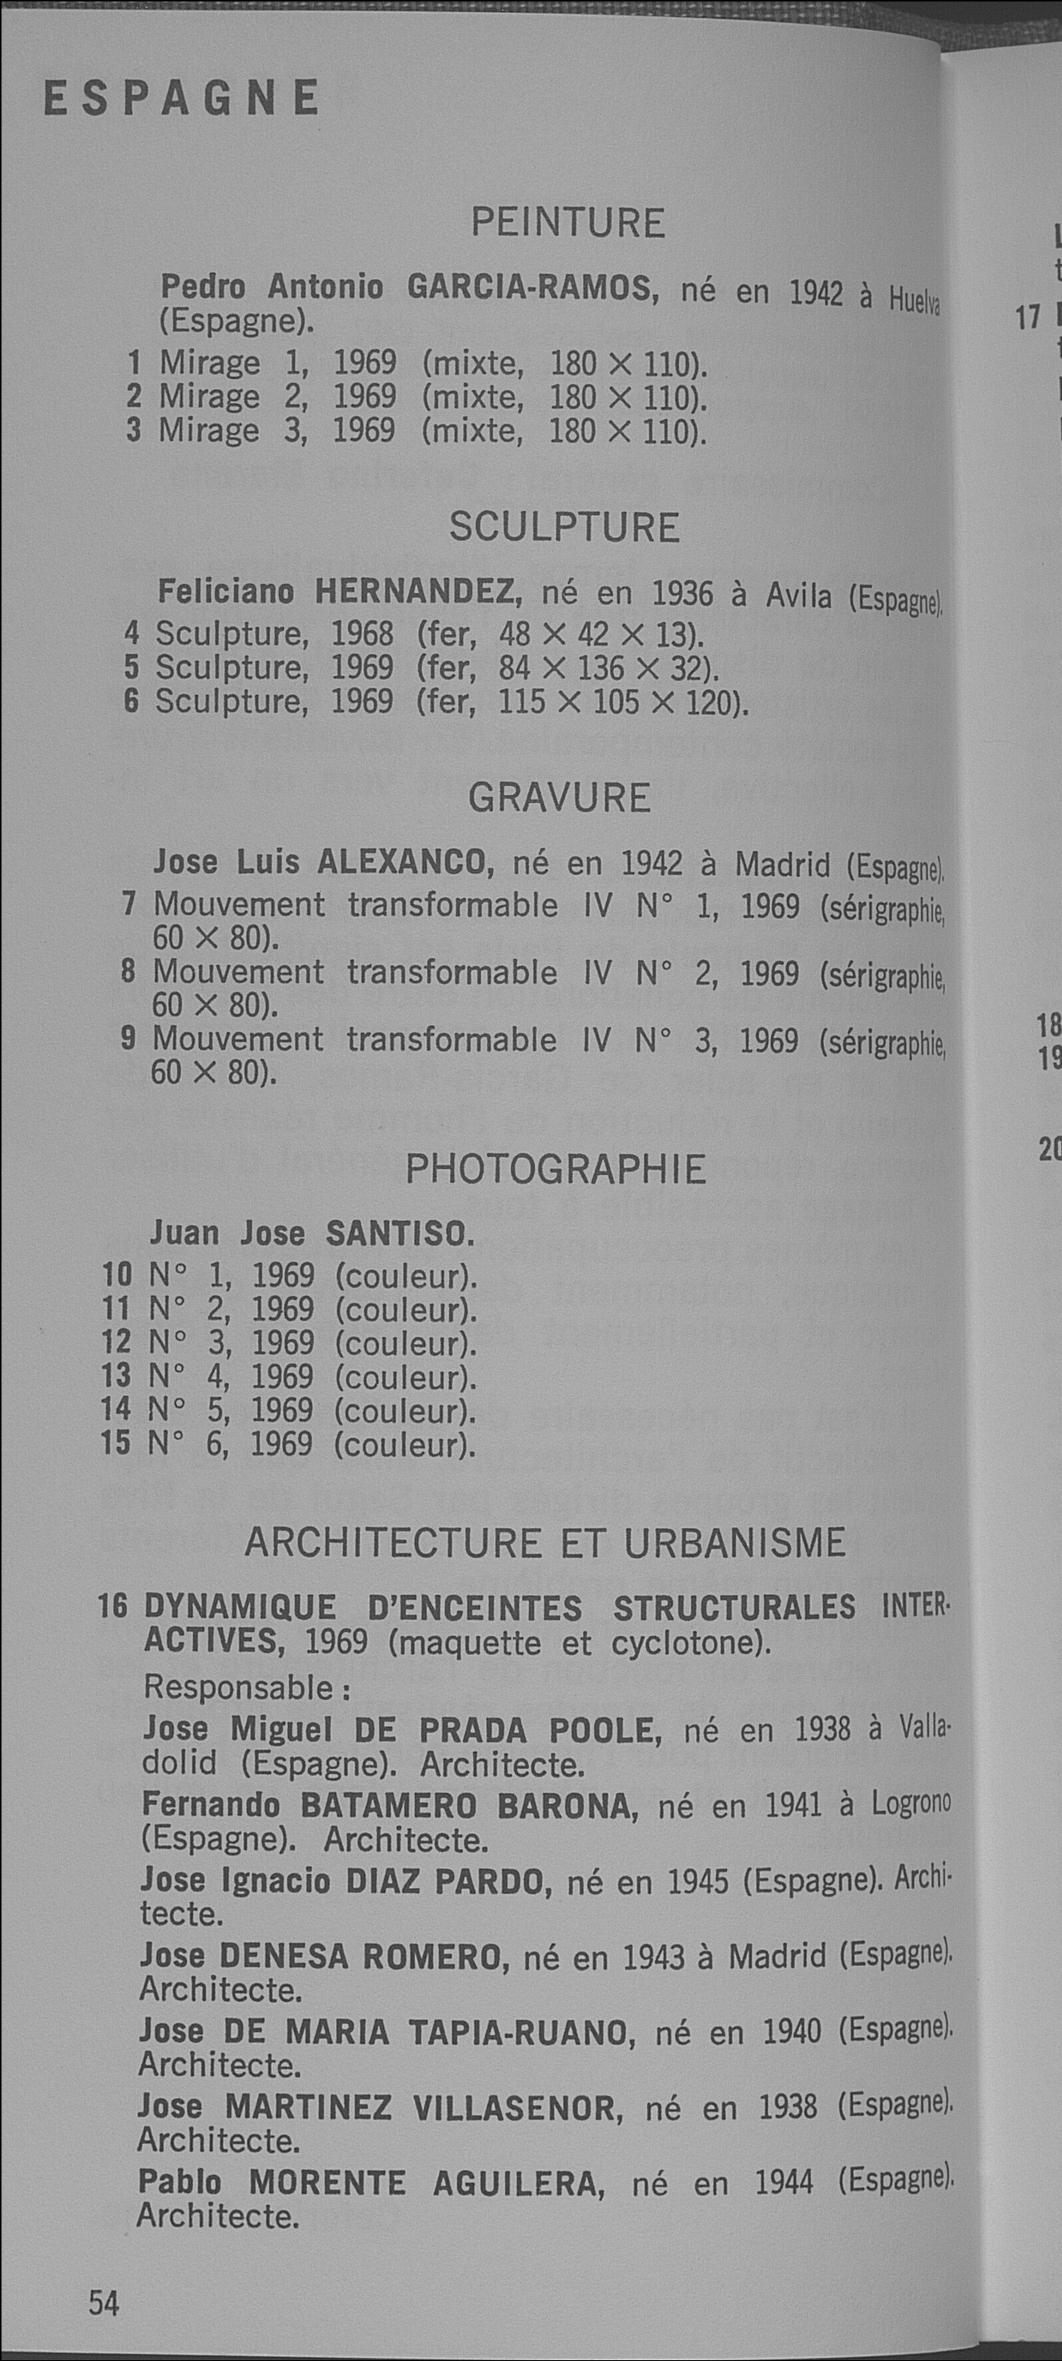 ESPAGNE
PEINTURE
Pedro Antonio GARCIA-RAMOS, né en 1942 à Huelva
(Espagne).
1 Mirage 1, 1969 (mixte, 180 × 110).
2 Mirage 2, 1969 (mixte, 180 × 110).
3 Mirage 3, 1969 (mixte, 180 × 110).
SCULPTURE
Feliciano HERNANDEZ, né en 1936 à Avila (Espagne).
4 Sculpture, 1968 (fer, 48 × 42 × 13).
5 Sculpture, 1969 (fer, 84 × 136 × 32).
6 Sculpture, 1969 (fer, 115 × 105 × 120).
GRAVURE
Jose Luis ALEXANCO, né en 1942 à Madrid (Espagne).
7 Mouvement transformable IV N° 1, 1969 (sérigraphie,
60 × 80).
8 Mouvement transformable IV N° 2, 1969 (sérigraphie,
60 × 80).
9 Mouvement transformable IV N° 3, 1969 (sérigraphie,
60 × 80).
PHOTOGRAPHIE
Juan Jose SANTISO.
10 N° 1, 1969 (couleur).
11 N° 2, 1969 (couleur).
12 N° 3, 1969 (couleur).
13 N° 4, 1969 (couleur).
14 N° 5, 1969 (couleur).
15 N° 6, 1969 (couleur).
ARCHITECTURE ET URBANISME
16 DYNAMIQUE D'ENCEINTES STRUCTURALES INTER-
ACTIVES, 1969 (maquette et cyclotone).
Responsable :
Jose Miguel DE PRADA POOLE, né en 1938 à Valla-
dolid (Espagne). Architecte.
Fernando BATAMERO BARONA, né en 1941 à Logrono
(Espagne). Architecte.
Jose Ignacio DIAZ PARDO, né en 1945 (Espagne). Archi-
tecte.
Jose DENESA ROMERO, né en 1943 à Madrid (Espagne).
Architecte.
Jose DE MARIA TAPIA-RUANO, né en 1940 (Espagne).
Architecte.
Jose MARTINEZ VILLASENOR, né en 1938 (Espagne).
Architecte.
Pablo MORENTE AGUILERA, né en 1944 (Espagne).
Architecte.
54
17
18
19
20